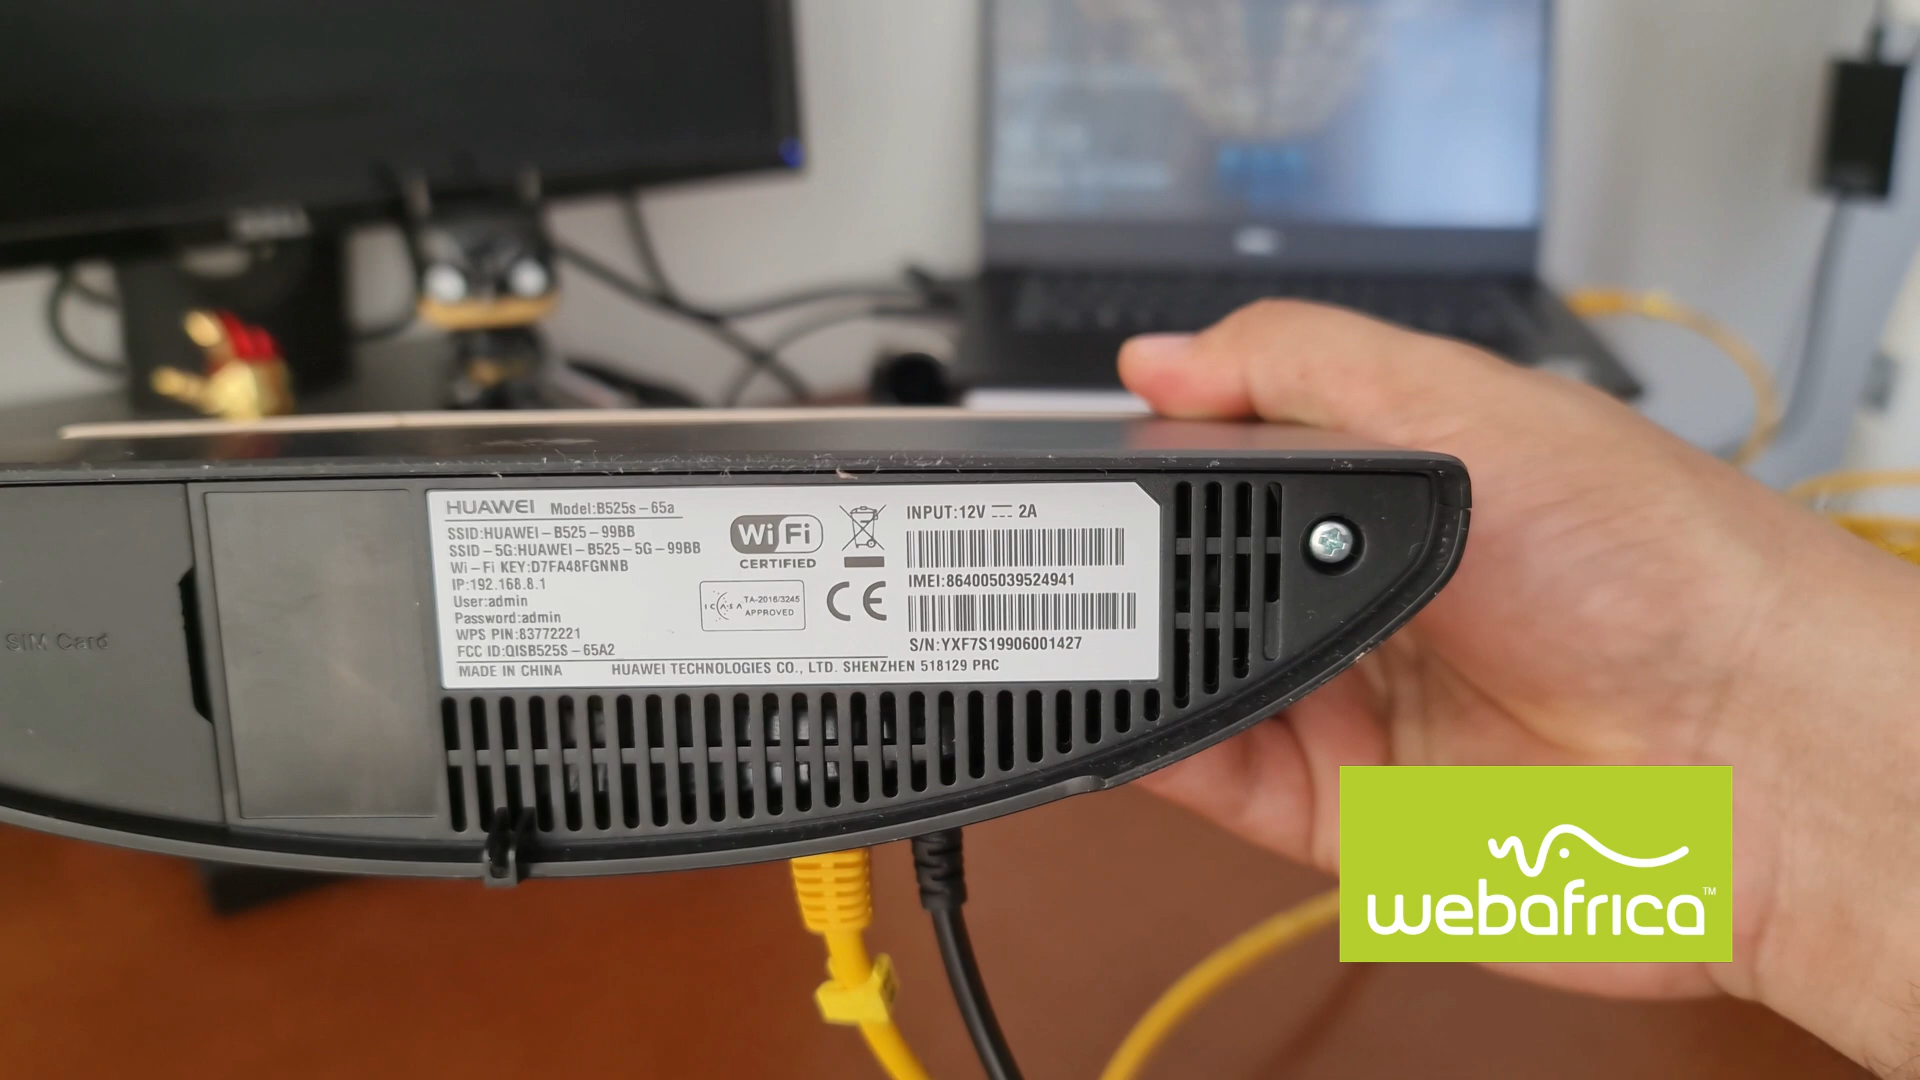 DELL
SIM Card
HUAWEI Model:B525s-65a
SSID:HUAWEI-B525-99BB
SSID-5G:HUAWEI-B525-5G-99BB
Wi-Fi KEY:D7FA48FGNNB
IP:192.168.8.1
User:admin
Password:admin
WPS PIN:83772221
FCC ID:QISB525S-65A2
MADE IN CHINA HUAWEI TECHNOLOGIES CO., LTD. SHENZHEN 518129 PRC
Wi Fi
CERTIFIED
ICASA TA-2016/3245
APPROVED
CE
INPUT:12V 2A
IMEI:864005039524941
S/N:YXF7S19906001427
webafrica™